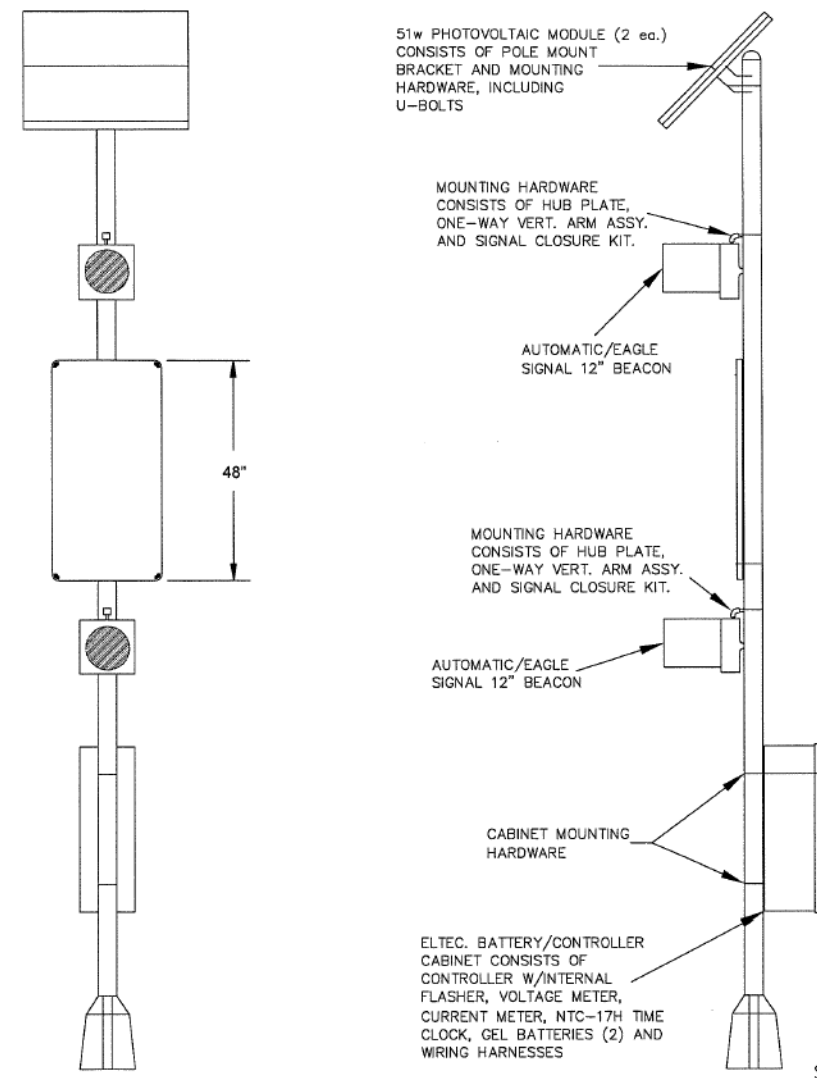 51w PHOTOVOLTAIC MODULE (2 ea.)
CONSISTS OF POLE MOUNT
BRACKET AND MOUNTING
HARDWARE, INCLUDING
U-BOLTS
MOUNTING HARDWARE
CONSISTS OF HUB PLATE,
ONE-WAY VERT. ARM ASSY.
AND SIGNAL CLOSURE KIT.
AUTOMATIC/EAGLE
SIGNAL 12" BEACON
48"
MOUNTING HARDWARE
CONSISTS OF HUB PLATE,
ONE-WAY VERT. ARM ASSY.
AND SIGNAL CLOSURE KIT.
AUTOMATIC/EAGLE
SIGNAL 12" BEACON
CABINET MOUNTING
HARDWARE
ELTEC. BATTERY/CONTROLLER
CABINET CONSISTS OF
CONTROLLER W/INTERNAL
FLASHER, VOLTAGE METER,
CURRENT METER, NTC-17H TIME
CLOCK, GEL BATTERIES (2) AND
WIRING HARNESSES